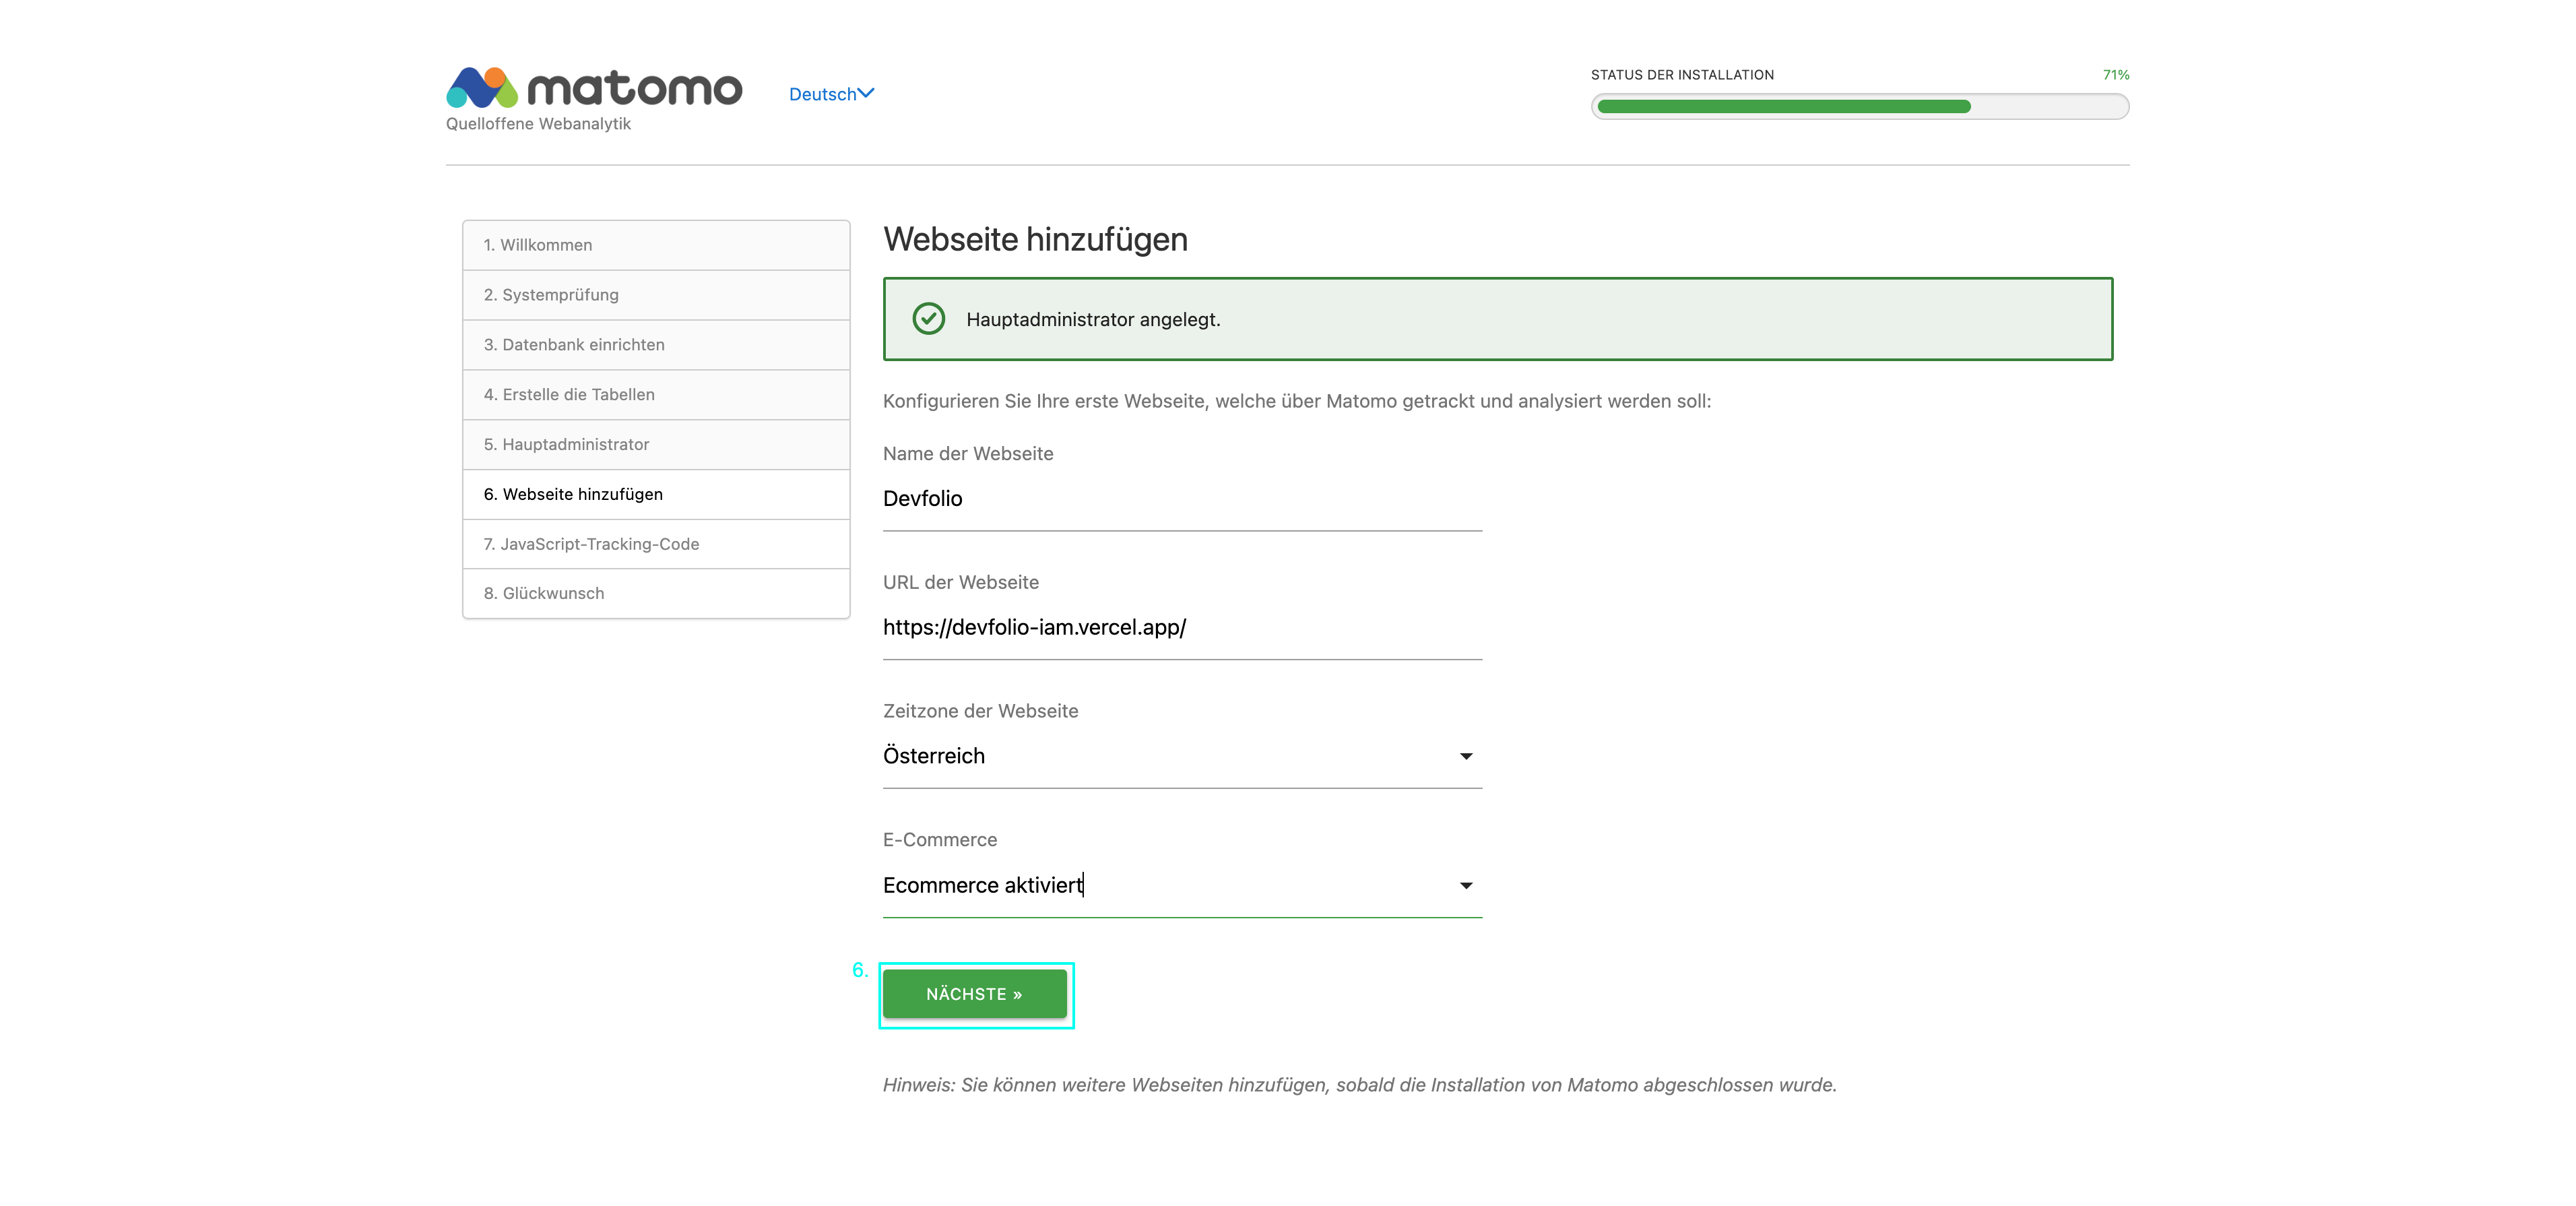 matomo
Quelloffene Webanalytik
Deutsch
STATUS DER INSTALLATION 71%
1. Willkommen
2. Systemprüfung
3. Datenbank einrichten
4. Erstelle die Tabellen
5. Hauptadministrator
6. Webseite hinzufügen
7. JavaScript-Tracking-Code
8. Glückwunsch
Webseite hinzufügen
Hauptadministrator angelegt.
Konfigurieren Sie Ihre erste Webseite, welche über Matomo getrackt und analysiert werden soll:
Name der Webseite
Devfolio
URL der Webseite
https://devfolio-iam.vercel.app/
Zeitzone der Webseite
Österreich
E-Commerce
Ecommerce aktiviert
6.
NÄCHSTE »
Hinweis: Sie können weitere Webseiten hinzufügen, sobald die Installation von Matomo abgeschlossen wurde.